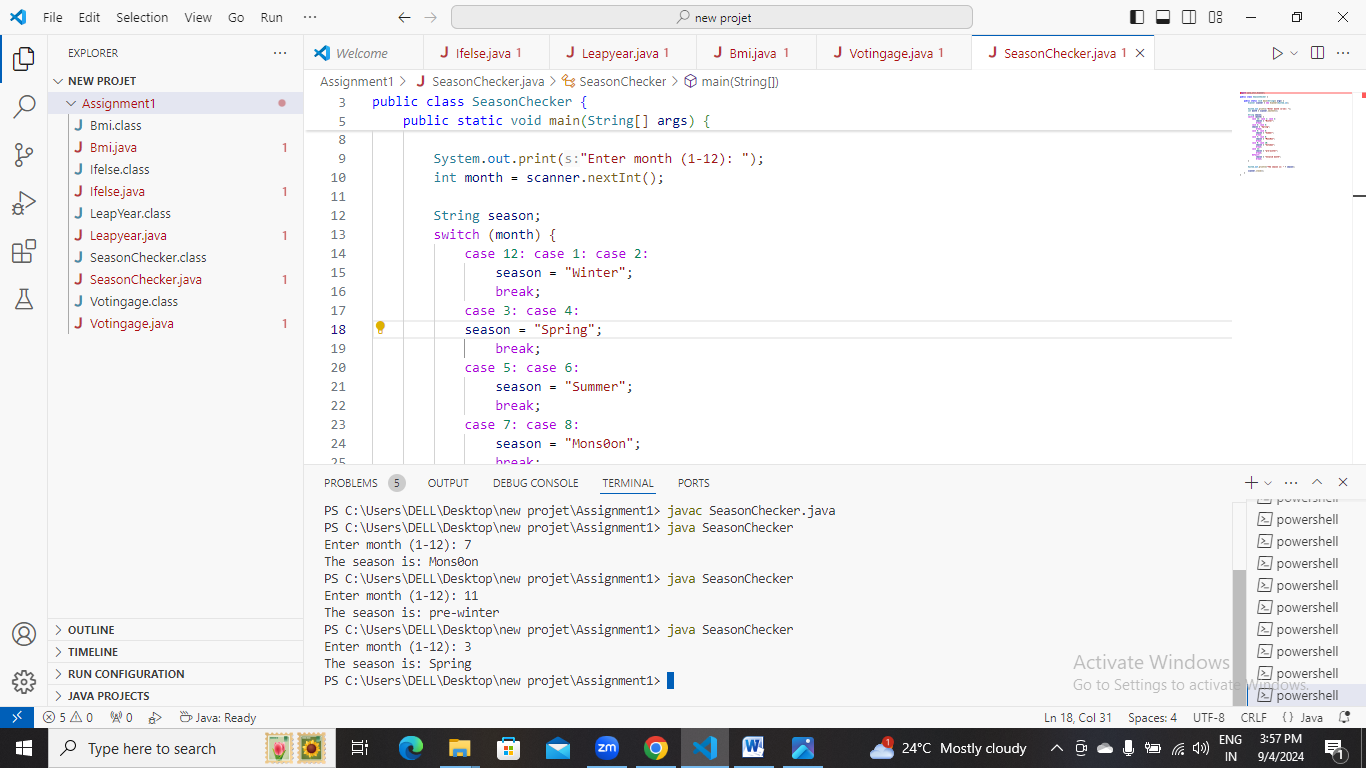 File Edit Selection View Go Run ··· new projet
EXPLORER
NEW PROJET
Assignment1
Bmi.class
Bmi.java 1
Ifelse.class
Ifelse.java 1
LeapYear.class
Leapyear.java 1
SeasonChecker.class
SeasonChecker.java 1
Votingage.class
Votingage.java 1
OUTLINE
TIMELINE
RUN CONFIGURATION
JAVA PROJECTS
Welcome Ifelse.java 1 Leapyear.java 1 Bmi.java 1 Votingage.java 1 SeasonChecker.java 1
Assignment1 > SeasonChecker.java > SeasonChecker > main(String[])
3 public class SeasonChecker {
5 public static void main(String[] args) {
8
9 System.out.print(s:"Enter month (1-12): ");
10 int month = scanner.nextInt();
11
12 String season;
13 switch (month) {
14 case 12: case 1: case 2:
15 season = "Winter";
16 break;
17 case 3: case 4:
18 season = "Spring";
19 break;
20 case 5: case 6:
21 season = "Summer";
22 break;
23 case 7: case 8:
24 season = "Mons0on";
25 break;
PROBLEMS 5 OUTPUT DEBUG CONSOLE TERMINAL PORTS
PS C:\Users\DELL\Desktop\new projet\Assignment1> javac SeasonChecker.java
PS C:\Users\DELL\Desktop\new projet\Assignment1> java SeasonChecker
Enter month (1-12): 7
The season is: Mons0on
PS C:\Users\DELL\Desktop\new projet\Assignment1> java SeasonChecker
Enter month (1-12): 11
The season is: pre-winter
PS C:\Users\DELL\Desktop\new projet\Assignment1> java SeasonChecker
Enter month (1-12): 3
The season is: Spring
PS C:\Users\DELL\Desktop\new projet\Assignment1>
powershell
powershell
powershell
powershell
powershell
powershell
powershell
powershell
powershell
powershell
Activate Windows
Go to Settings to activate Windows.
5 0 0 Java: Ready Ln 18, Col 31 Spaces: 4 UTF-8 CRLF {} Java
Type here to search zm W 1 24°C Mostly cloudy ENG IN 3:57 PM 9/4/2024 1